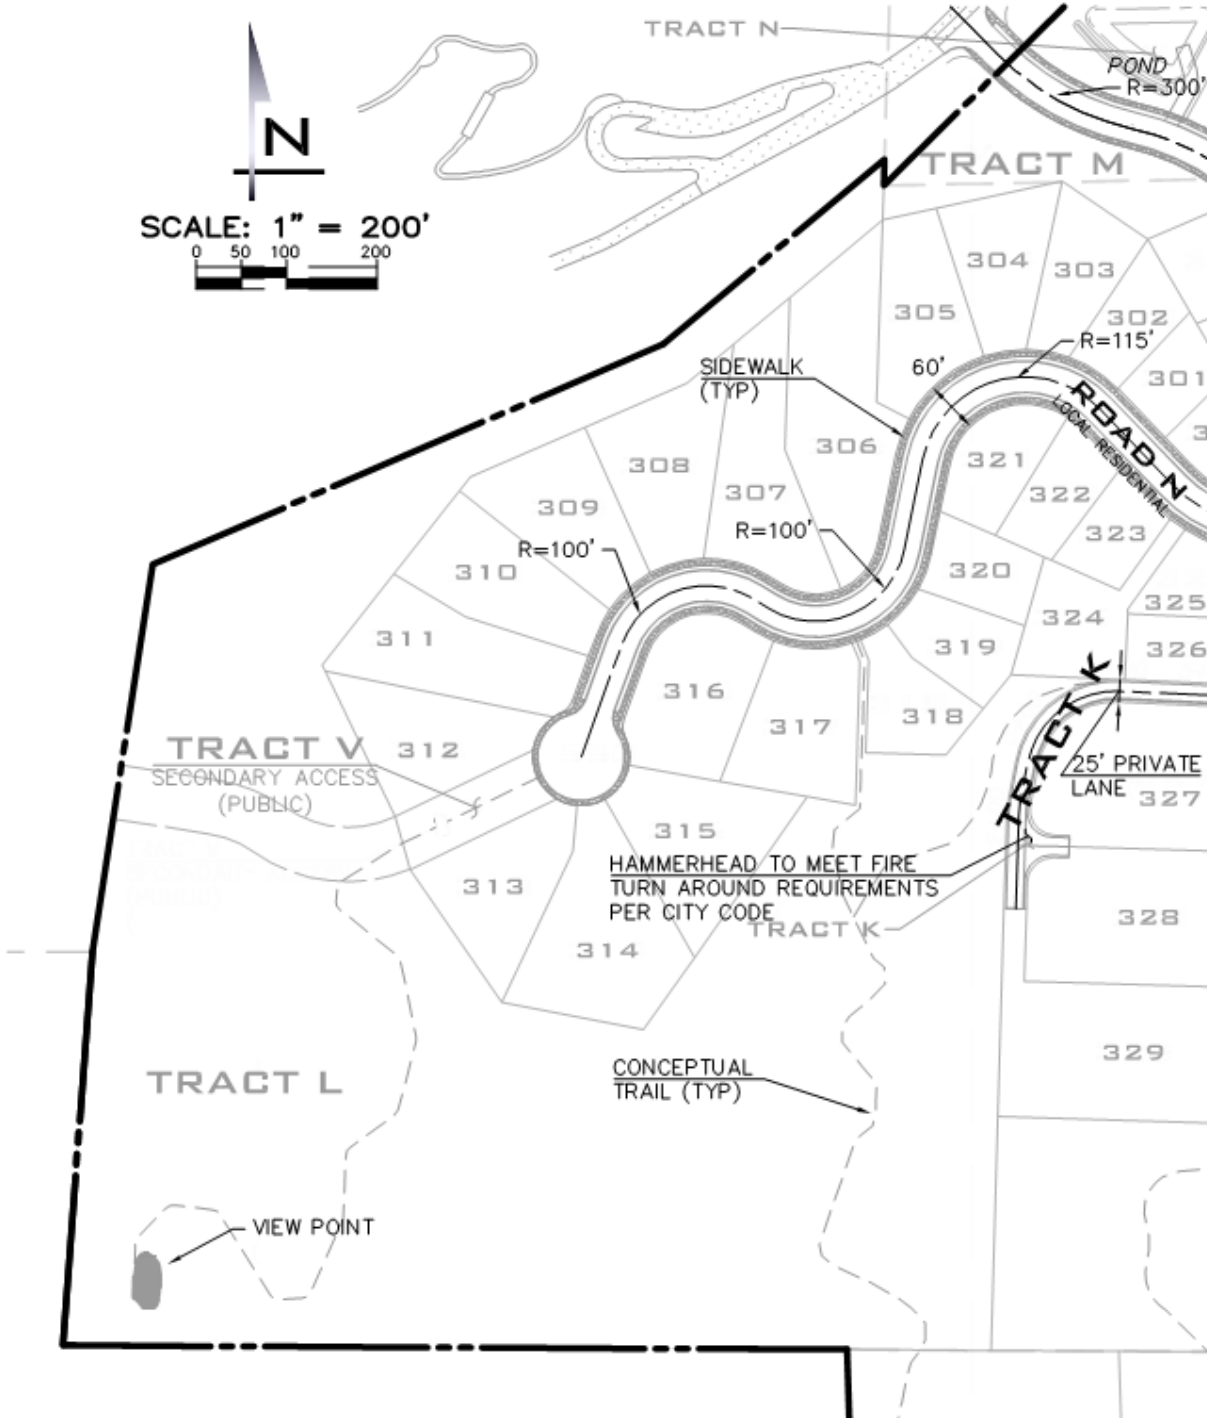 TRACT N
POND
R=300'
N
TRACT M
SCALE: 1" = 200'
0 50 100 200
304
303
305
302
R=115'
SIDEWALK
(TYP)
60'
301
ROAD N
LOCAL RESIDENTIAL
306
308
321
307
322
309
R=100'
R=100'
323
310
320
325
311
324
319
326
316
TRACT K
318
317
TRACT V
SECONDARY ACCESS
(PUBLIC)
312
25' PRIVATE
LANE
327
315
HAMMERHEAD TO MEET FIRE
TURN AROUND REQUIREMENTS
PER CITY CODE
313
TRACT K
328
314
329
CONCEPTUAL
TRAIL (TYP)
TRACT L
VIEW POINT